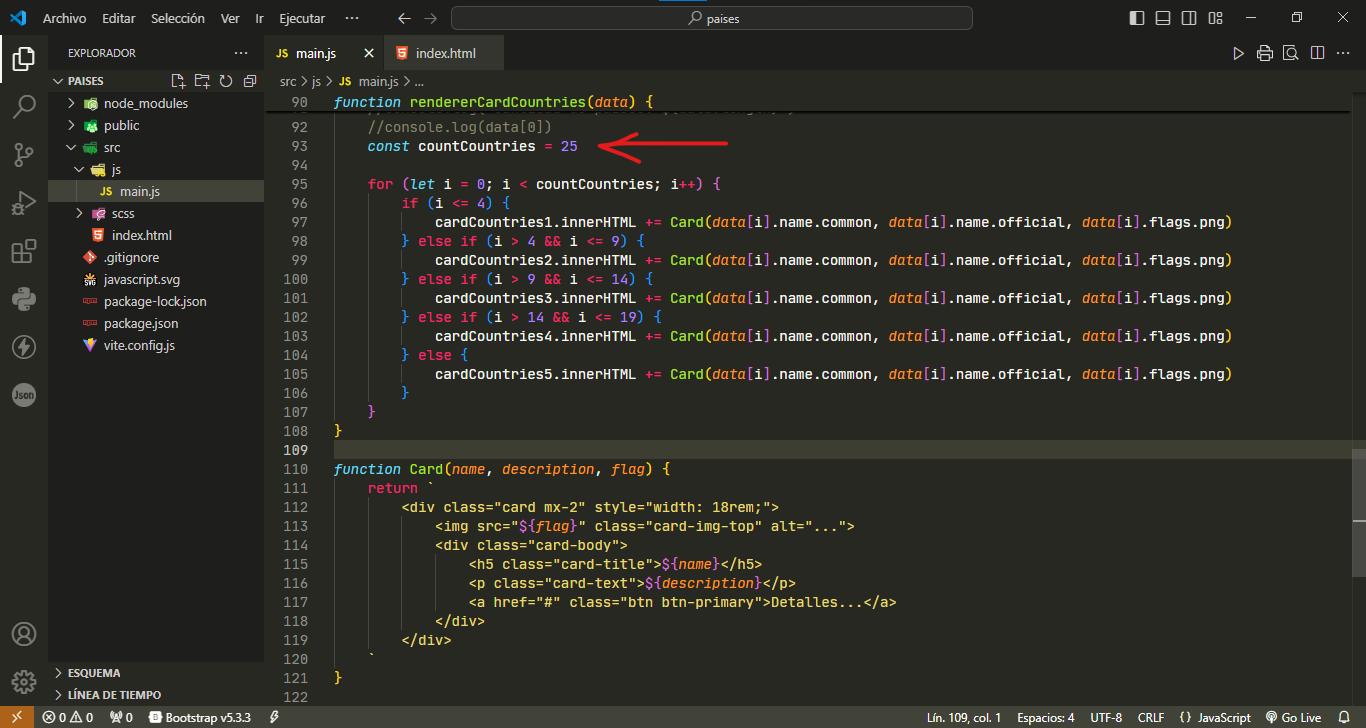 Archivo Editar Selección Ver Ir Ejecutar ··· paises
EXPLORADOR ···
PAISES
node_modules
public
src
js
JS main.js
scss
index.html
.gitignore
javascript.svg
package-lock.json
package.json
vite.config.js
Json
ESQUEMA
LÍNEA DE TIEMPO
JS main.js index.html
src > js > JS main.js > ...
90 function rendererCardCountries(data) {
92 //console.log(data[0])
93 const countCountries = 25
94
95 for (let i = 0; i < countCountries; i++) {
96 if (i <= 4) {
97 cardCountries1.innerHTML += Card(data[i].name.common, data[i].name.official, data[i].flags.png)
98 } else if (i > 4 && i <= 9) {
99 cardCountries2.innerHTML += Card(data[i].name.common, data[i].name.official, data[i].flags.png)
100 } else if (i > 9 && i <= 14) {
101 cardCountries3.innerHTML += Card(data[i].name.common, data[i].name.official, data[i].flags.png)
102 } else if (i > 14 && i <= 19) {
103 cardCountries4.innerHTML += Card(data[i].name.common, data[i].name.official, data[i].flags.png)
104 } else {
105 cardCountries5.innerHTML += Card(data[i].name.common, data[i].name.official, data[i].flags.png)
106 }
107 }
108 }
109
110 function Card(name, description, flag) {
111 return `
112 <div class="card mx-2" style="width: 18rem;">
113 <img src="${flag}" class="card-img-top" alt="...">
114 <div class="card-body">
115 <h5 class="card-title">${name}</h5>
116 <p class="card-text">${description}</p>
117 <a href="#" class="btn btn-primary">Detalles...</a>
118 </div>
119 </div>
120 `
121 }
122
0 0 0 Bootstrap v5.3.3 Lín. 109, col. 1 Espacios: 4 UTF-8 CRLF {} JavaScript Go Live